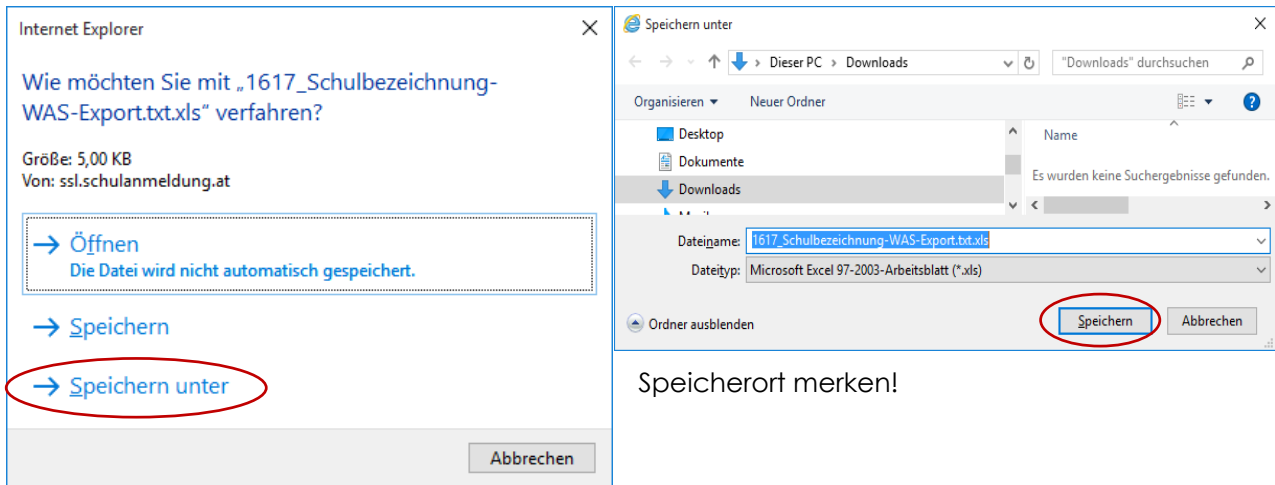 Internet Explorer
Wie möchten Sie mit „1617_Schulbezeichnung-
WAS-Export.txt.xls“ verfahren?
Größe: 5,00 KB
Von: ssl.schulanmeldung.at
Öffnen
Die Datei wird nicht automatisch gespeichert.
Speichern
Speichern unter
Abbrechen
Speichern unter
Dieser PC > Downloads
"Downloads" durchsuchen
Organisieren
Neuer Ordner
Desktop
Dokumente
Downloads
Name
Es wurden keine Suchergebnisse gefunden.
Dateiname: 1617_Schulbezeichnung-WAS-Export.txt.xls
Dateityp: Microsoft Excel 97-2003-Arbeitsblatt (*.xls)
Ordner ausblenden
Speichern
Abbrechen
Speicherort merken!